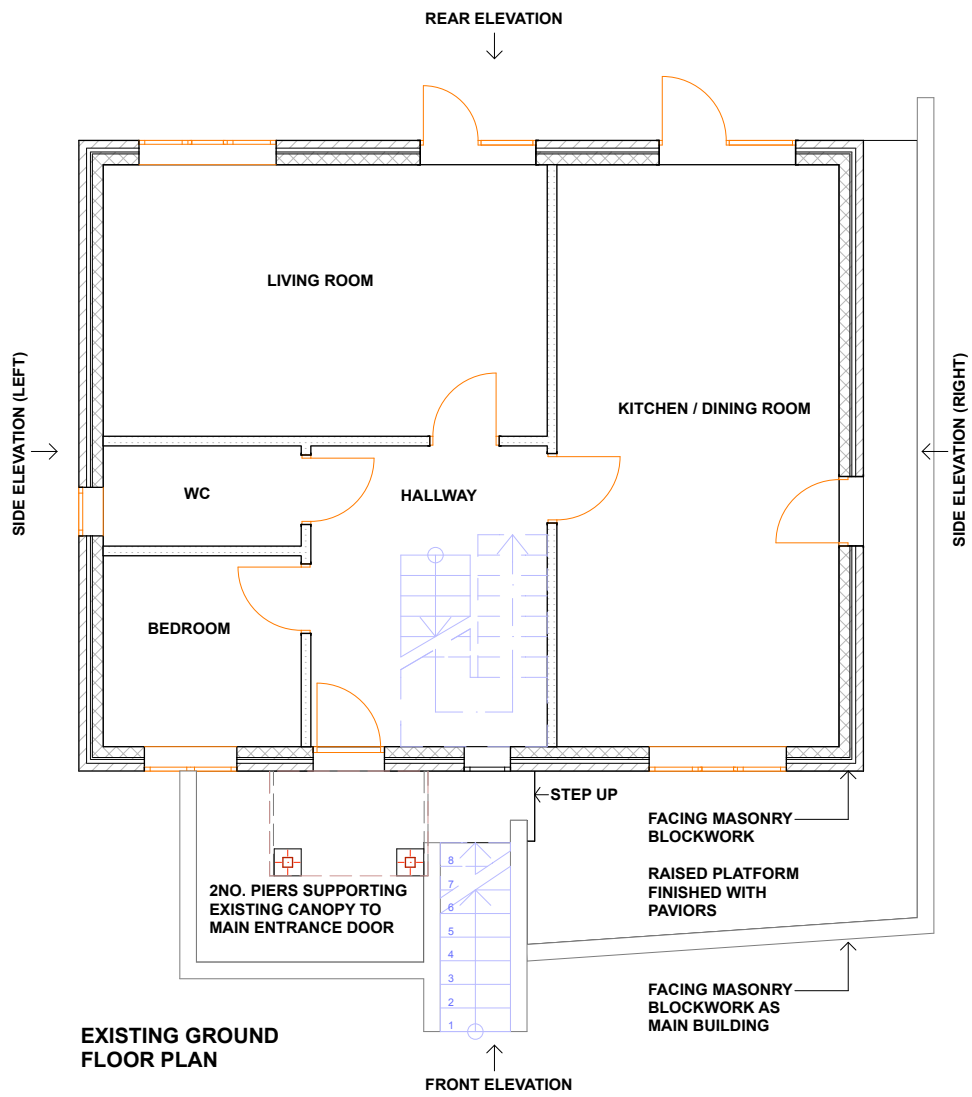 REAR ELEVATION
LIVING ROOM
SIDE ELEVATION (LEFT)
SIDE ELEVATION (RIGHT)
KITCHEN / DINING ROOM
WC
HALLWAY
BEDROOM
STEP UP
FACING MASONRY
BLOCKWORK
RAISED PLATFORM
FINISHED WITH
PAVIORS
2NO. PIERS SUPPORTING
EXISTING CANOPY TO
MAIN ENTRANCE DOOR
8
7
6
5
4
3
2
1
FACING MASONRY
BLOCKWORK AS
MAIN BUILDING
EXISTING GROUND
FLOOR PLAN
FRONT ELEVATION